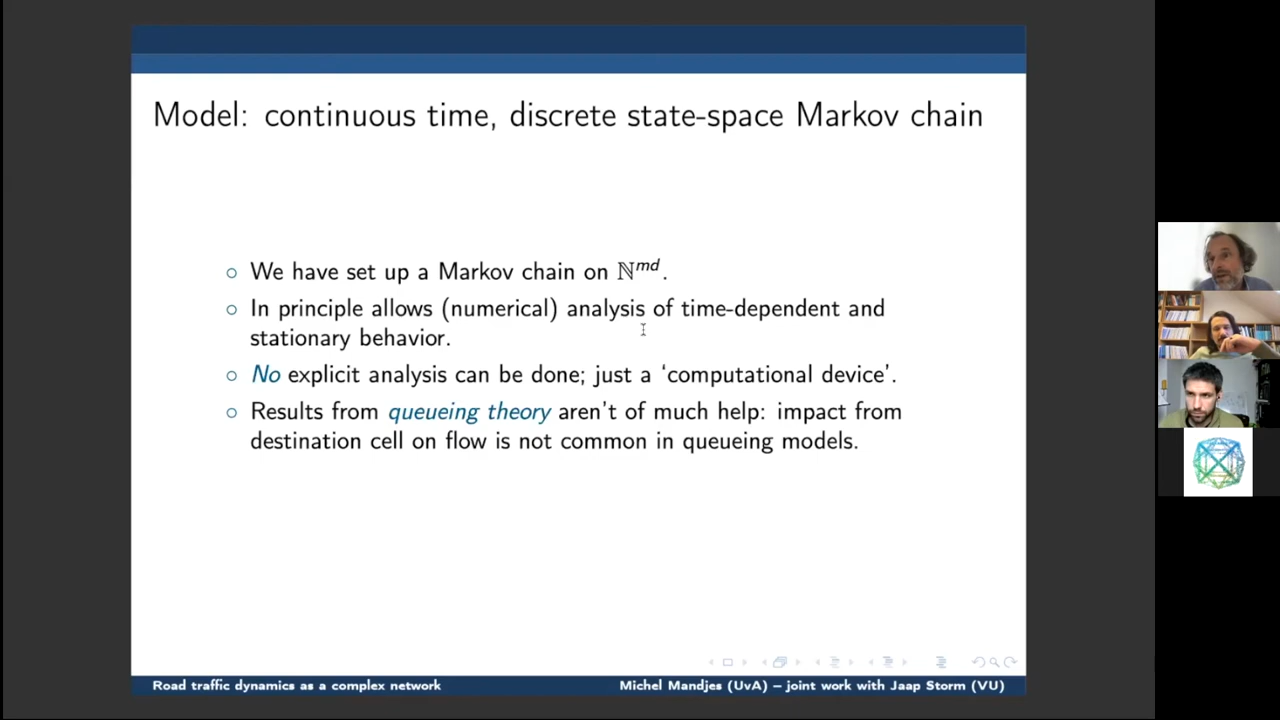 Model: continuous time, discrete state-space Markov chain
○ We have set up a Markov chain on ℕᵐᵈ.
○ In principle allows (numerical) analysis of time-dependent and
stationary behavior.
○ No explicit analysis can be done; just a ‘computational device’.
○ Results from queueing theory aren't of much help: impact from
destination cell on flow is not common in queueing models.
Road traffic dynamics as a complex network
Michel Mandjes (UvA) – joint work with Jaap Storm (VU)